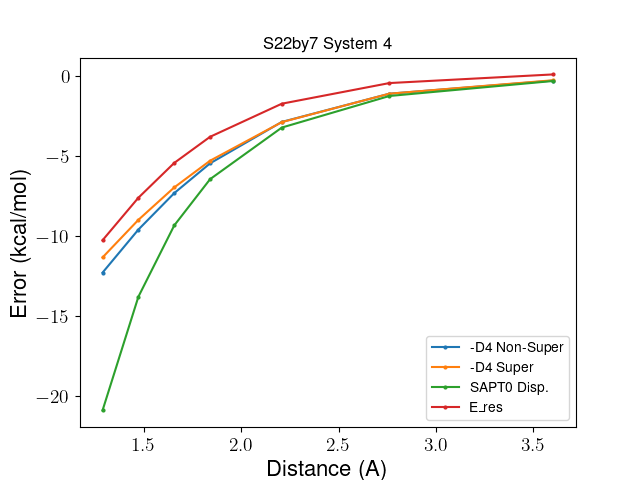 S22by7 System 4
Error (kcal/mol)
0
−5
−10
−15
−20
-D4 Non-Super
-D4 Super
SAPT0 Disp.
E_res
1.5 2.0 2.5 3.0 3.5
Distance (A)